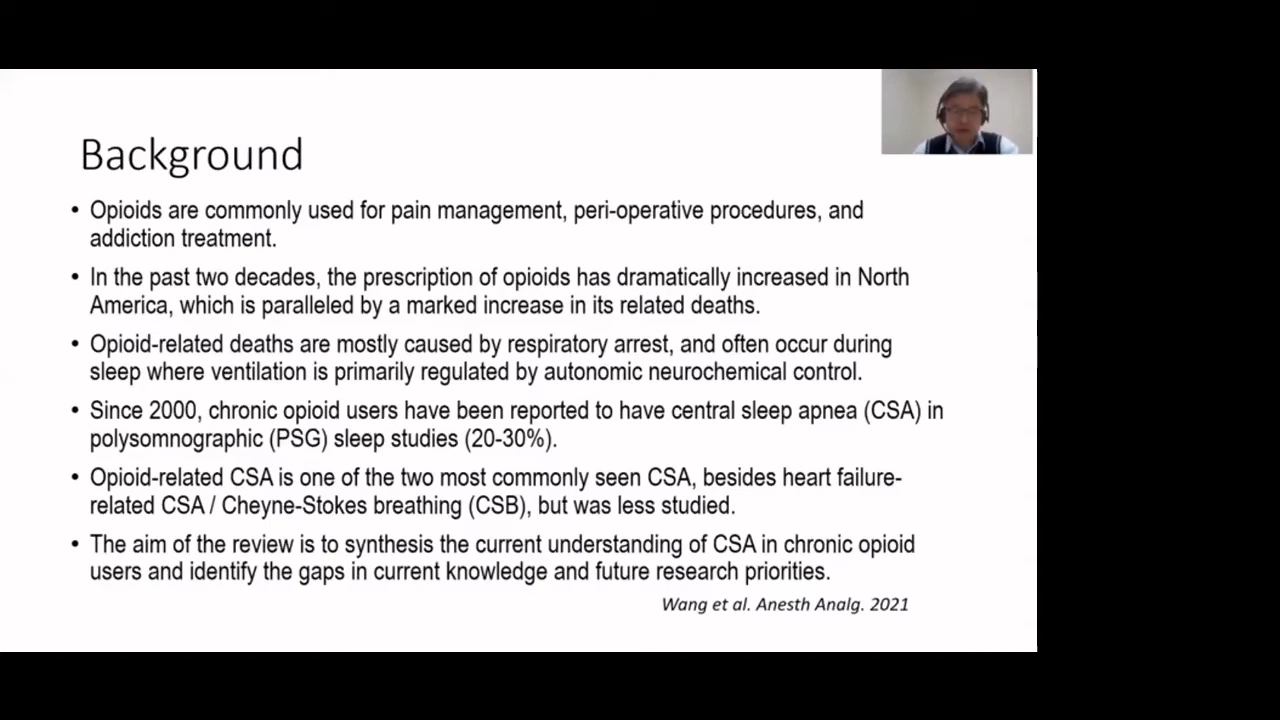 Background
• Opioids are commonly used for pain management, peri-operative procedures, and
addiction treatment.
• In the past two decades, the prescription of opioids has dramatically increased in North
America, which is paralleled by a marked increase in its related deaths.
• Opioid-related deaths are mostly caused by respiratory arrest, and often occur during
sleep where ventilation is primarily regulated by autonomic neurochemical control.
• Since 2000, chronic opioid users have been reported to have central sleep apnea (CSA) in
polysomnographic (PSG) sleep studies (20-30%).
• Opioid-related CSA is one of the two most commonly seen CSA, besides heart failure-
related CSA / Cheyne-Stokes breathing (CSB), but was less studied.
• The aim of the review is to synthesis the current understanding of CSA in chronic opioid
users and identify the gaps in current knowledge and future research priorities.
Wang et al. Anesth Analg. 2021